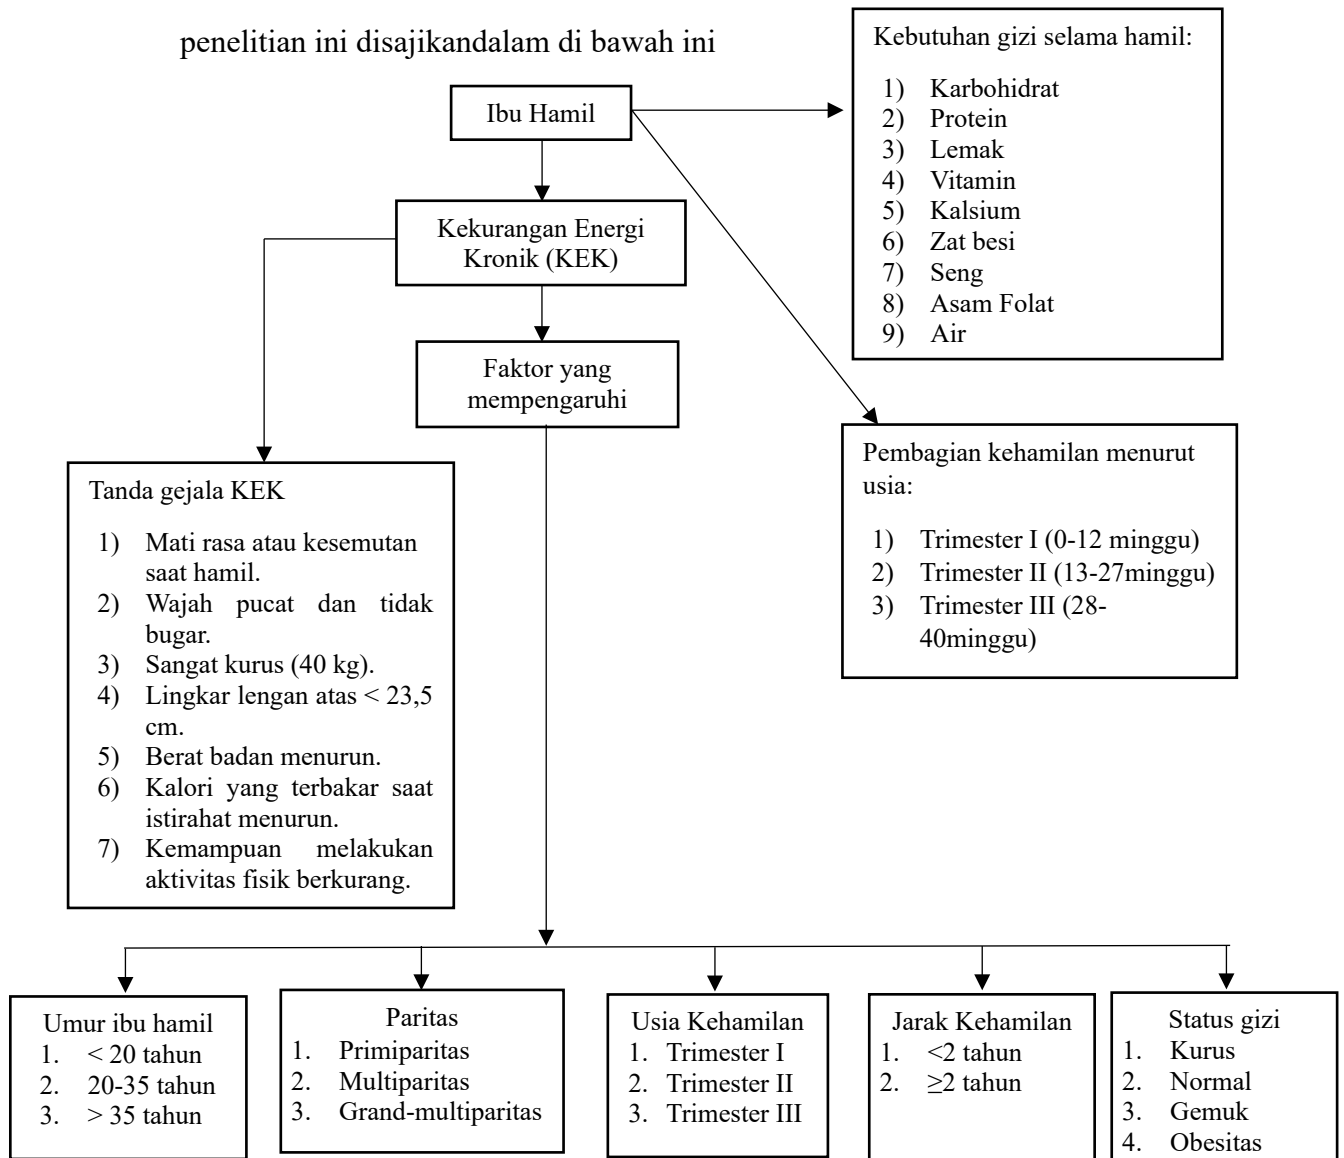 penelitian ini disajikandalam di bawah ini
Kebutuhan gizi selama hamil:
1) Karbohidrat
2) Protein
3) Lemak
4) Vitamin
5) Kalsium
6) Zat besi
7) Seng
8) Asam Folat
9) Air
Ibu Hamil
Kekurangan Energi
Kronik (KEK)
Faktor yang
mempengaruhi
Pembagian kehamilan menurut
usia:
1) Trimester I (0-12 minggu)
2) Trimester II (13-27minggu)
3) Trimester III (28-
40minggu)
Tanda gejala KEK
1) Mati rasa atau kesemutan
saat hamil.
2) Wajah pucat dan tidak
bugar.
3) Sangat kurus (40 kg).
4) Lingkar lengan atas < 23,5
cm.
5) Berat badan menurun.
6) Kalori yang terbakar saat
istirahat menurun.
7) Kemampuan melakukan
aktivitas fisik berkurang.
Umur ibu hamil
1. < 20 tahun
2. 20-35 tahun
3. > 35 tahun
Paritas
1. Primiparitas
2. Multiparitas
3. Grand-multiparitas
Usia Kehamilan
1. Trimester I
2. Trimester II
3. Trimester III
Jarak Kehamilan
1. <2 tahun
2. ≥2 tahun
Status gizi
1. Kurus
2. Normal
3. Gemuk
4. Obesitas